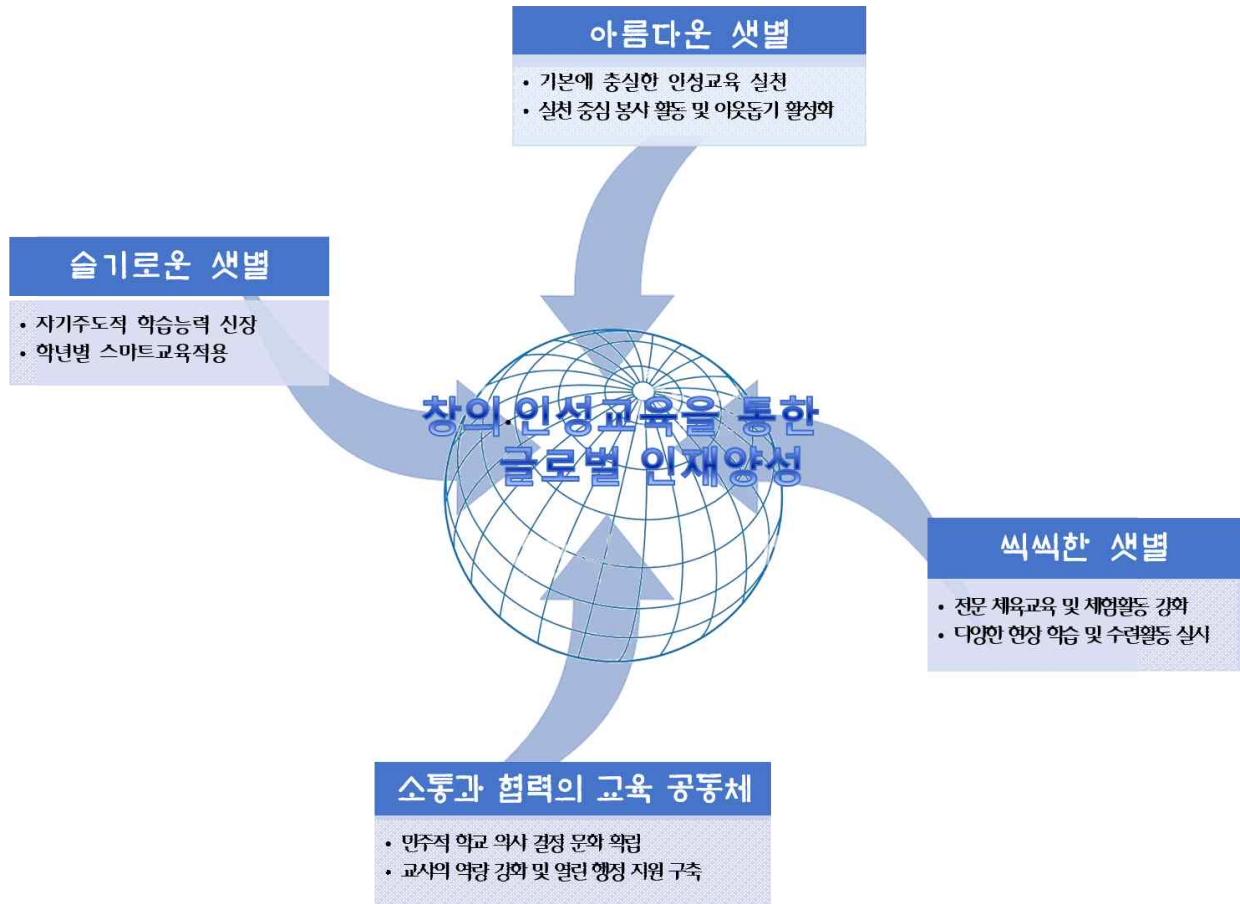 아름다운 샛별
• 기본에 충실한 인성교육 실천
• 실천 중심 봉사 활동 및 이웃돕기 활성화
슬기로운 샛별
• 자기주도적 학습능력 신장
• 학년별 스마트교육적용
창의.인성교육을 통한
글로벌 인재양성
씩씩한 샛별
• 전문 체육교육 및 체험활동 강화
• 다양한 현장 학습 및 수련활동 실시
소통과 협력의 교육 공동체
• 민주적 학교 의사 결정 문화 확립
• 교사의 역량 강화 및 열린 행정 지원 구축